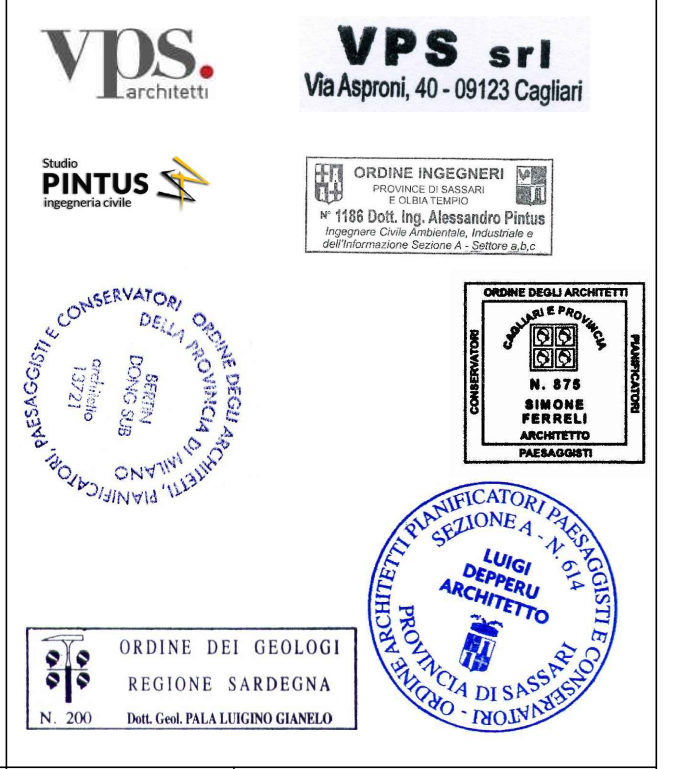 vps.
architetti
VPS srl
Via Asproni, 40 - 09123 Cagliari
Studio
PINTUS
ingegneria civile
ORDINE INGEGNERI
PROVINCE DI SASSARI
E OLBIA TEMPIO
N° 1186 Dott. Ing. Alessandro Pintus
Ingegnere Civile Ambientale, Industriale e
dell'Informazione Sezione A - Settore a,b,c
ORDINE DEGLI ARCHITETTI, PIANIFICATORI, PAESAGGISTI E CONSERVATORI
DELLA PROVINCIA DI MILANO
SERTIN
DONG SUB
architetto
13721
ORDINE DEGLI ARCHITETTI
CAGLIARI E PROVINCIA
CONSERVATORI
PIANIFICATORI
N. 875
SIMONE
FERRELI
ARCHITETTO
PAESAGGISTI
ORDINE ARCHITETTI PIANIFICATORI PAESAGGISTI E CONSERVATORI -
SEZIONE A - N. 614
LUIGI
DEPPERU
ARCHITETTO
PROVINCIA DI SASSARI
ORDINE DEI GEOLOGI
REGIONE SARDEGNA
N. 200 Dott. Geol. PALA LUIGINO GIANELO